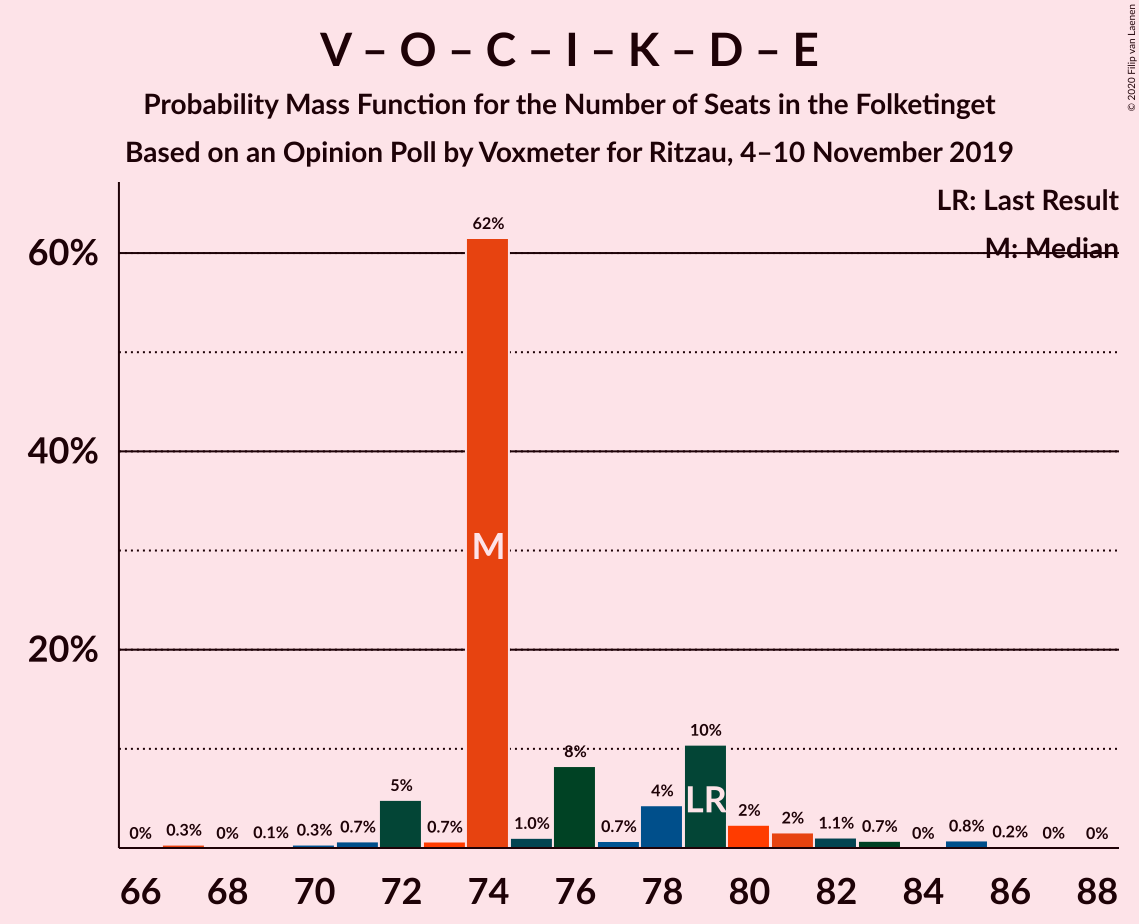 V – O – C – I – K – D – E
Probability Mass Function for the Number of Seats in the Folketinget
Based on an Opinion Poll by Voxmeter for Ritzau, 4–10 November 2019
© 2020 Filip van Laenen
LR: Last Result
M: Median
60%
40%
20%
0% 0.3% 0% 0.1% 0.3% 0.7% 5% 0.7% 62% 1.0% 8% 0.7% 4% 10% 2% 2% 1.1% 0.7% 0% 0.8% 0.2% 0% 0%
M
LR
66 68 70 72 74 76 78 80 82 84 86 88